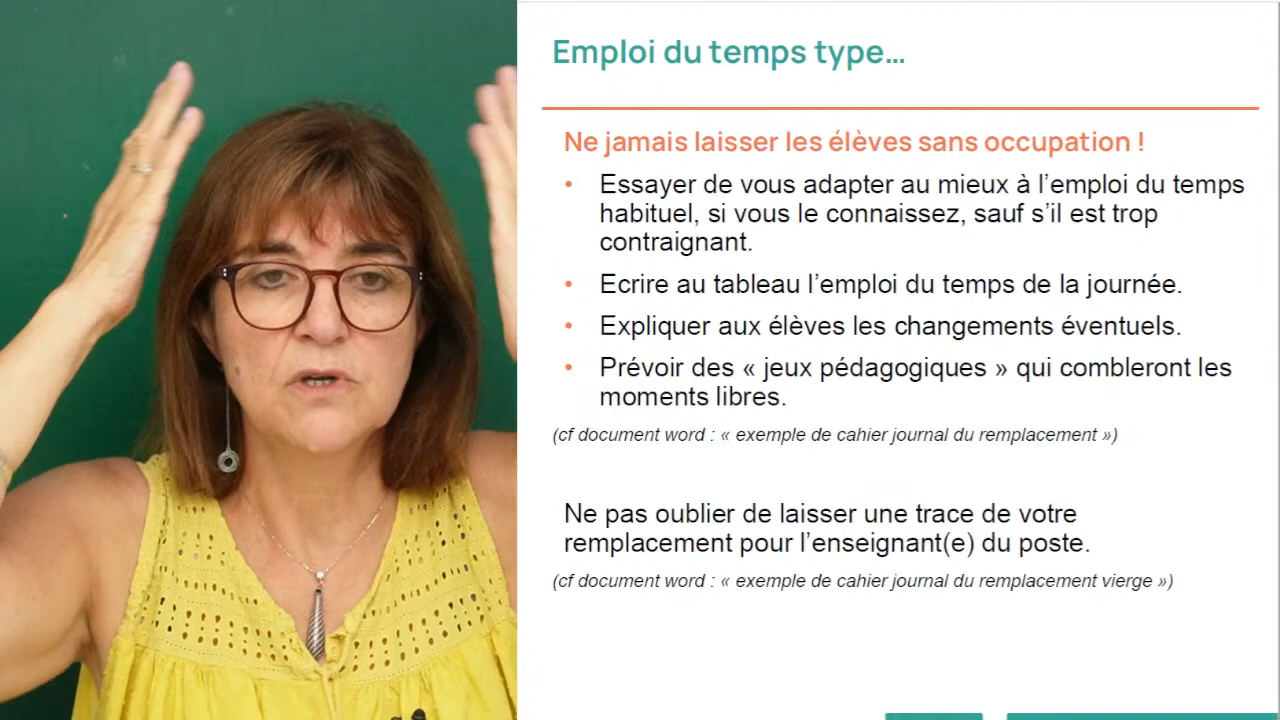 Emploi du temps type...
Ne jamais laisser les élèves sans occupation !
• Essayer de vous adapter au mieux à l’emploi du temps
habituel, si vous le connaissez, sauf s’il est trop
contraignant.
• Ecrire au tableau l’emploi du temps de la journée.
• Expliquer aux élèves les changements éventuels.
• Prévoir des « jeux pédagogiques » qui combleront les
moments libres.
(cf document word : « exemple de cahier journal du remplacement »)
Ne pas oublier de laisser une trace de votre
remplacement pour l’enseignant(e) du poste.
(cf document word : « exemple de cahier journal du remplacement vierge »)